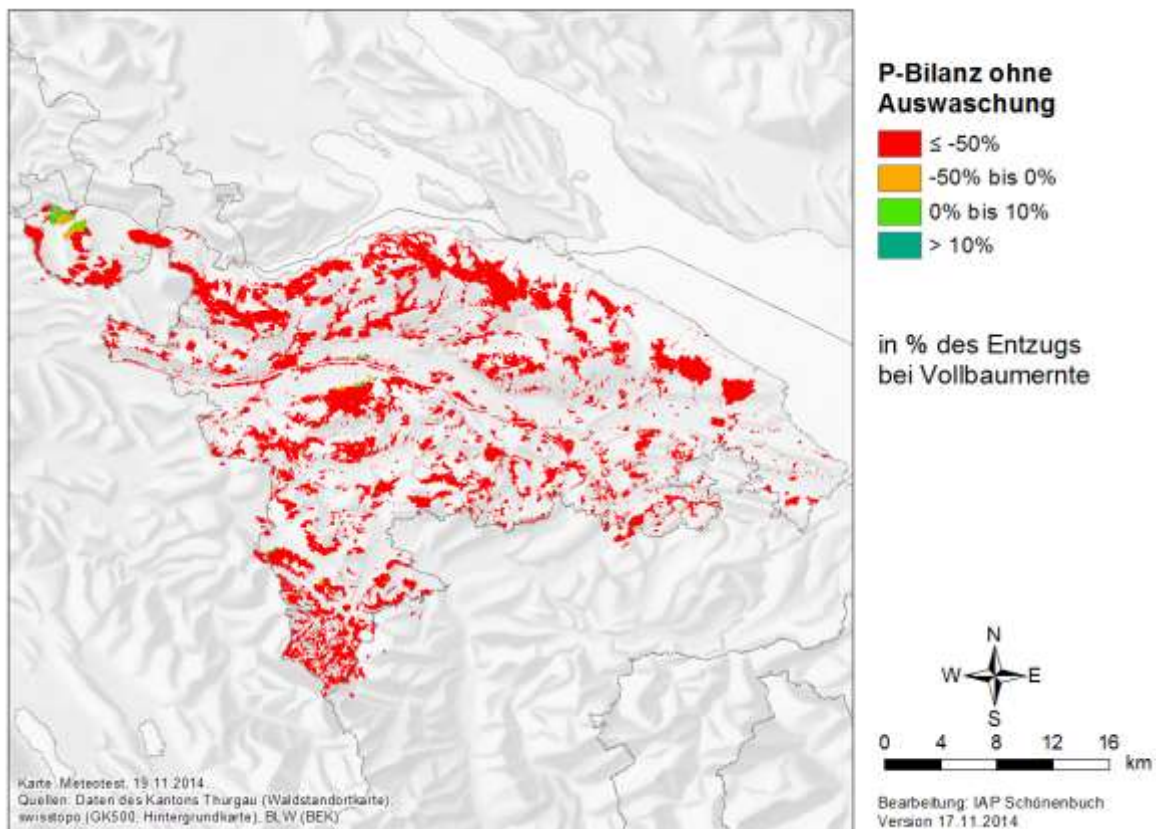 P-Bilanz ohne
Auswaschung
≤ -50%
-50% bis 0%
0% bis 10%
> 10%
in % des Entzugs
bei Vollbaumernte
N
W E
S
0 4 8 12 16
km
Karte: Meteotest, 19.11.2014.
Quellen: Daten des Kantons Thurgau (Waldstandortkarte),
swisstopo (GK500, Hintergrundkarte), BLW (BEK)
Bearbeitung: IAP Schönenbuch
Version 17.11.2014